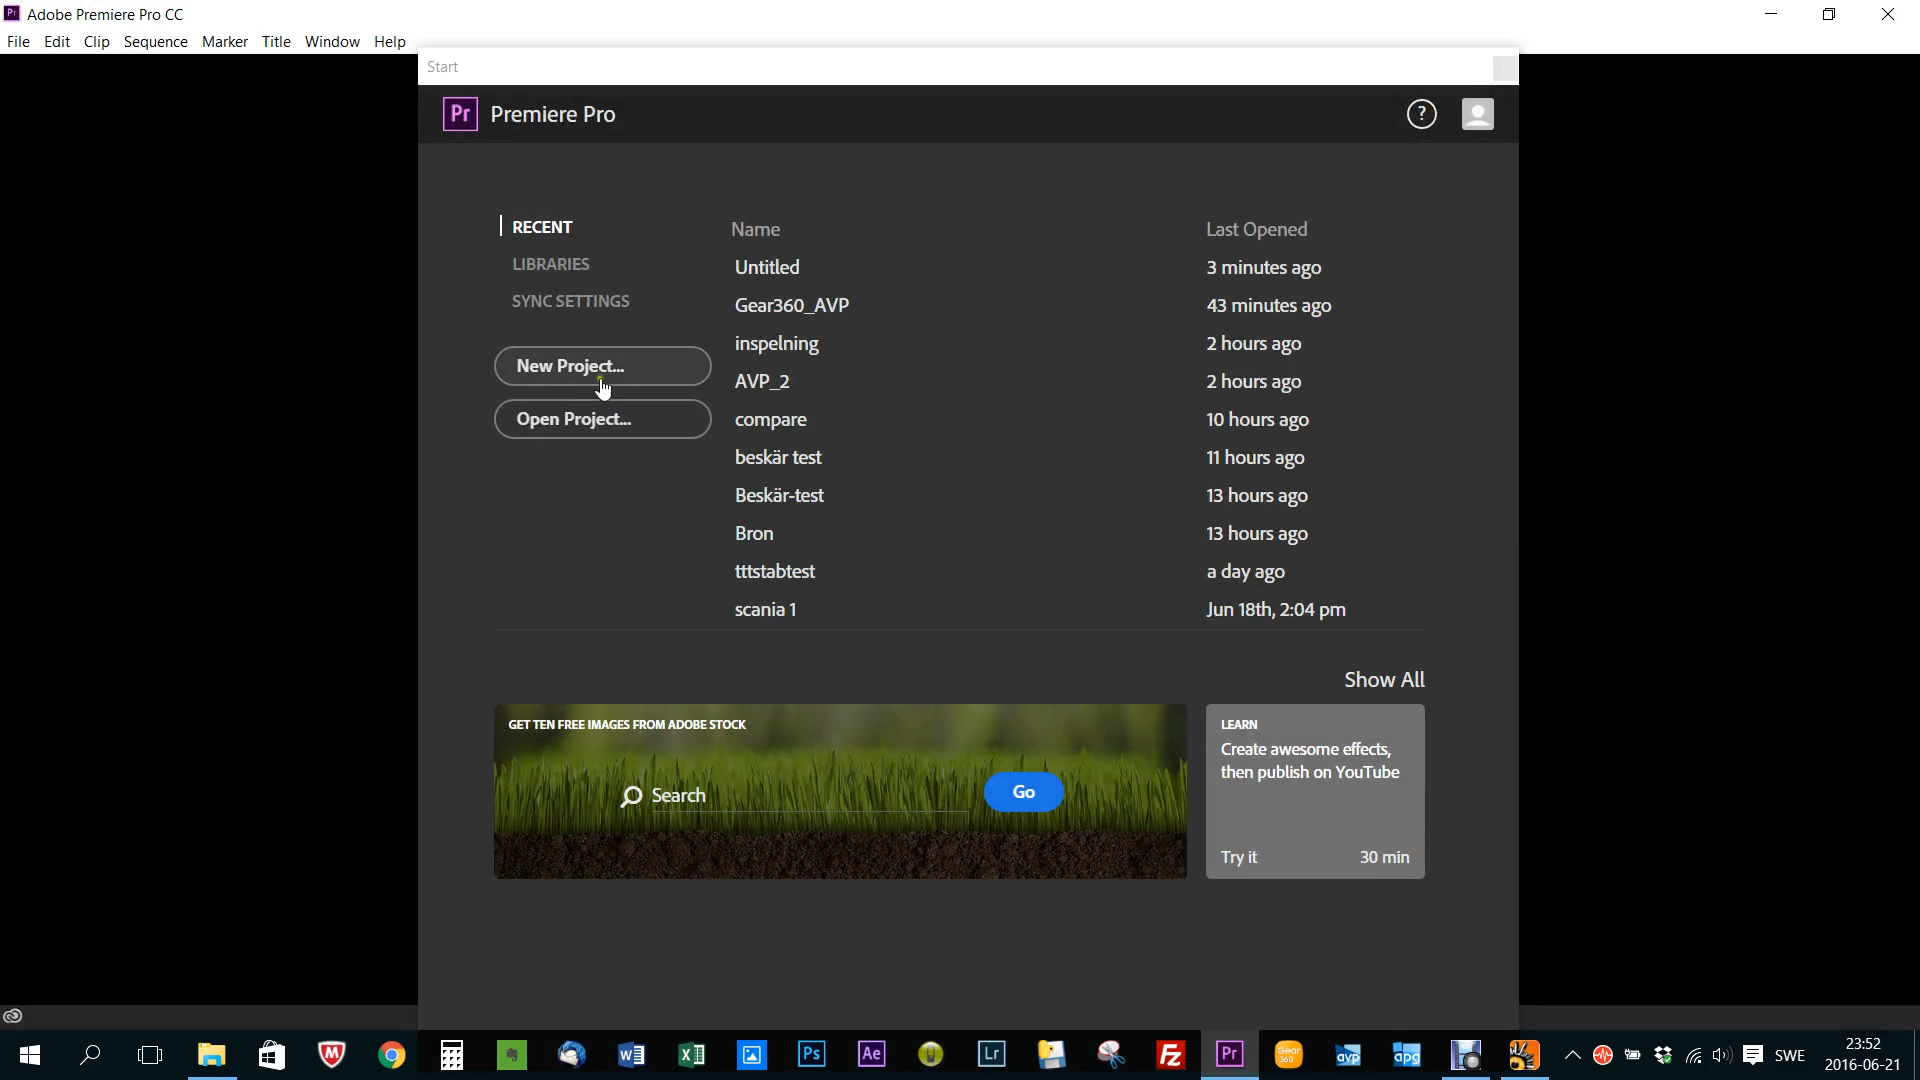 Adobe Premiere Pro CC
File Edit Clip Sequence Marker Title Window Help
Start
Pr Premiere Pro ?
RECENT
LIBRARIES
SYNC SETTINGS
New Project...
Open Project...
Name Last Opened
Untitled 3 minutes ago
Gear360_AVP 43 minutes ago
inspelning 2 hours ago
AVP_2 2 hours ago
compare 10 hours ago
beskär test 11 hours ago
Beskär-test 13 hours ago
Bron 13 hours ago
tttstabtest a day ago
scania 1 Jun 18th, 2:04 pm
Show All
GET TEN FREE IMAGES FROM ADOBE STOCK
Search Go
LEARN
Create awesome effects,
then publish on YouTube
Try it 30 min
Ps Ae Lr Fz Pr Gear 360 avp apg SWE
23:52
2016-06-21